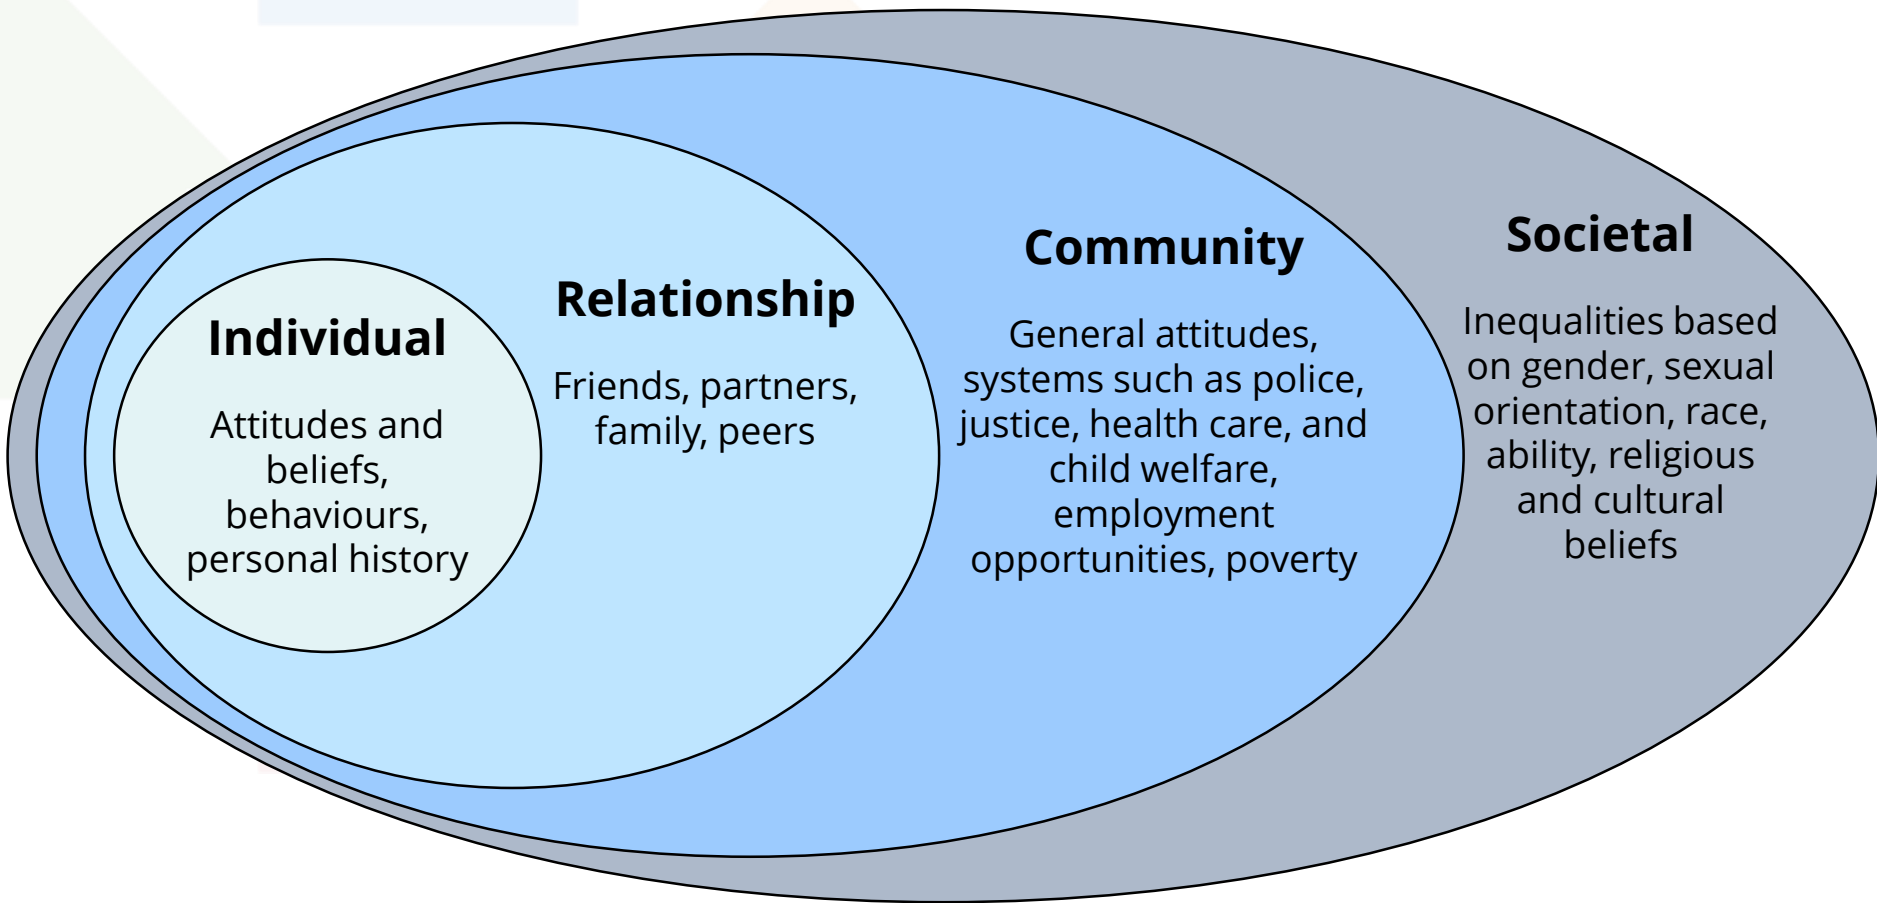 Individual
Attitudes and
beliefs,
behaviours,
personal history
Relationship
Friends, partners,
family, peers
Community
General attitudes,
systems such as police,
justice, health care, and
child welfare,
employment
opportunities, poverty
Societal
Inequalities based
on gender, sexual
orientation, race,
ability, religious
and cultural
beliefs